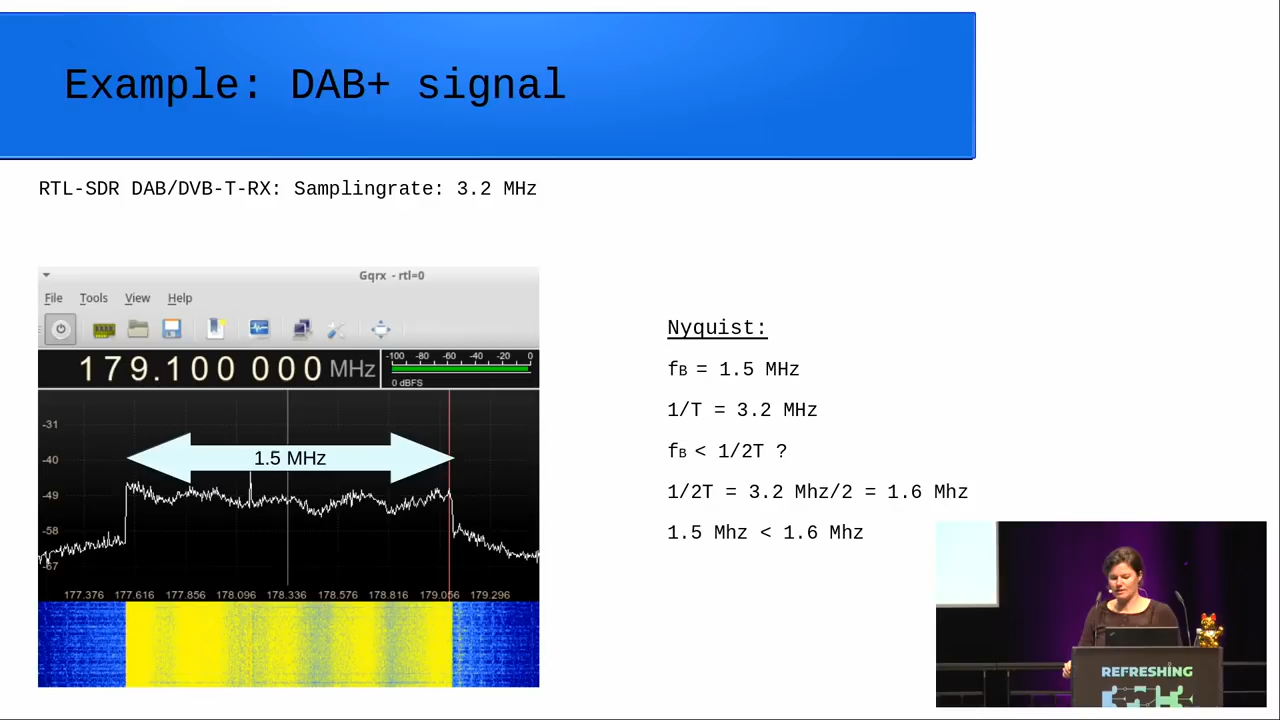 Example: DAB+ signal
RTL-SDR DAB/DVB-T-RX: Samplingrate: 3.2 MHz
Gqrx - rtl=0
File Tools View Help
179.100 000 MHz
-100 -80 -60 -40 -20 0
0 dBFS
-31
-40
1.5 MHz
-49
-58
-67
177.376 177.616 177.856 178.096 178.336 178.576 178.816 179.056 179.296
Nyquist:
fB = 1.5 MHz
1/T = 3.2 MHz
fB < 1/2T ?
1/2T = 3.2 Mhz/2 = 1.6 Mhz
1.5 Mhz < 1.6 Mhz
REFRESHING